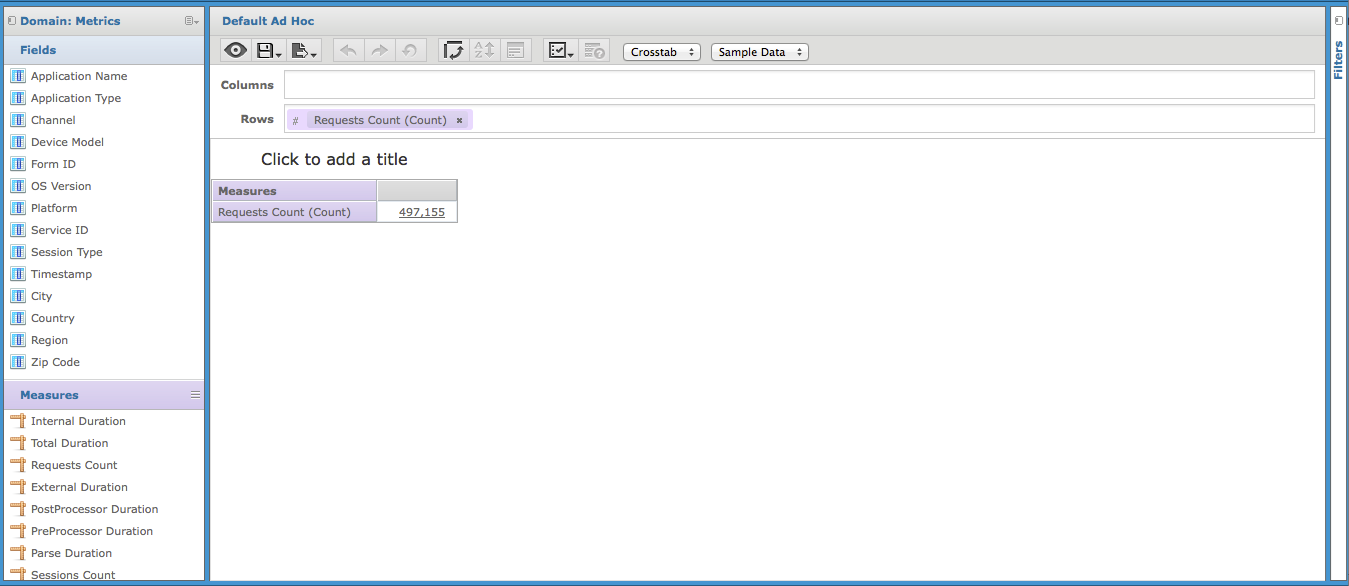 Domain: Metrics
Fields
Application Name
Application Type
Channel
Device Model
Form ID
OS Version
Platform
Service ID
Session Type
Timestamp
City
Country
Region
Zip Code
Measures
Internal Duration
Total Duration
Requests Count
External Duration
PostProcessor Duration
PreProcessor Duration
Parse Duration
Sessions Count
Default Ad Hoc
Crosstab Sample Data
Columns
Rows # Requests Count (Count) ×
Click to add a title
Measures
Requests Count (Count) 497,155
Filters